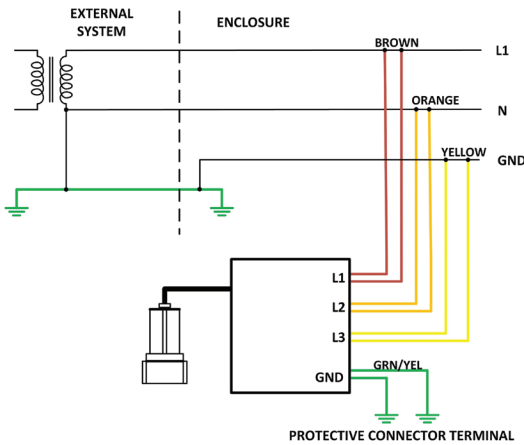 EXTERNAL
SYSTEM
ENCLOSURE
BROWN
L1
ORANGE
N
YELLOW
GND
L1
L2
L3
GRN/YEL
GND
PROTECTIVE CONNECTOR TERMINAL